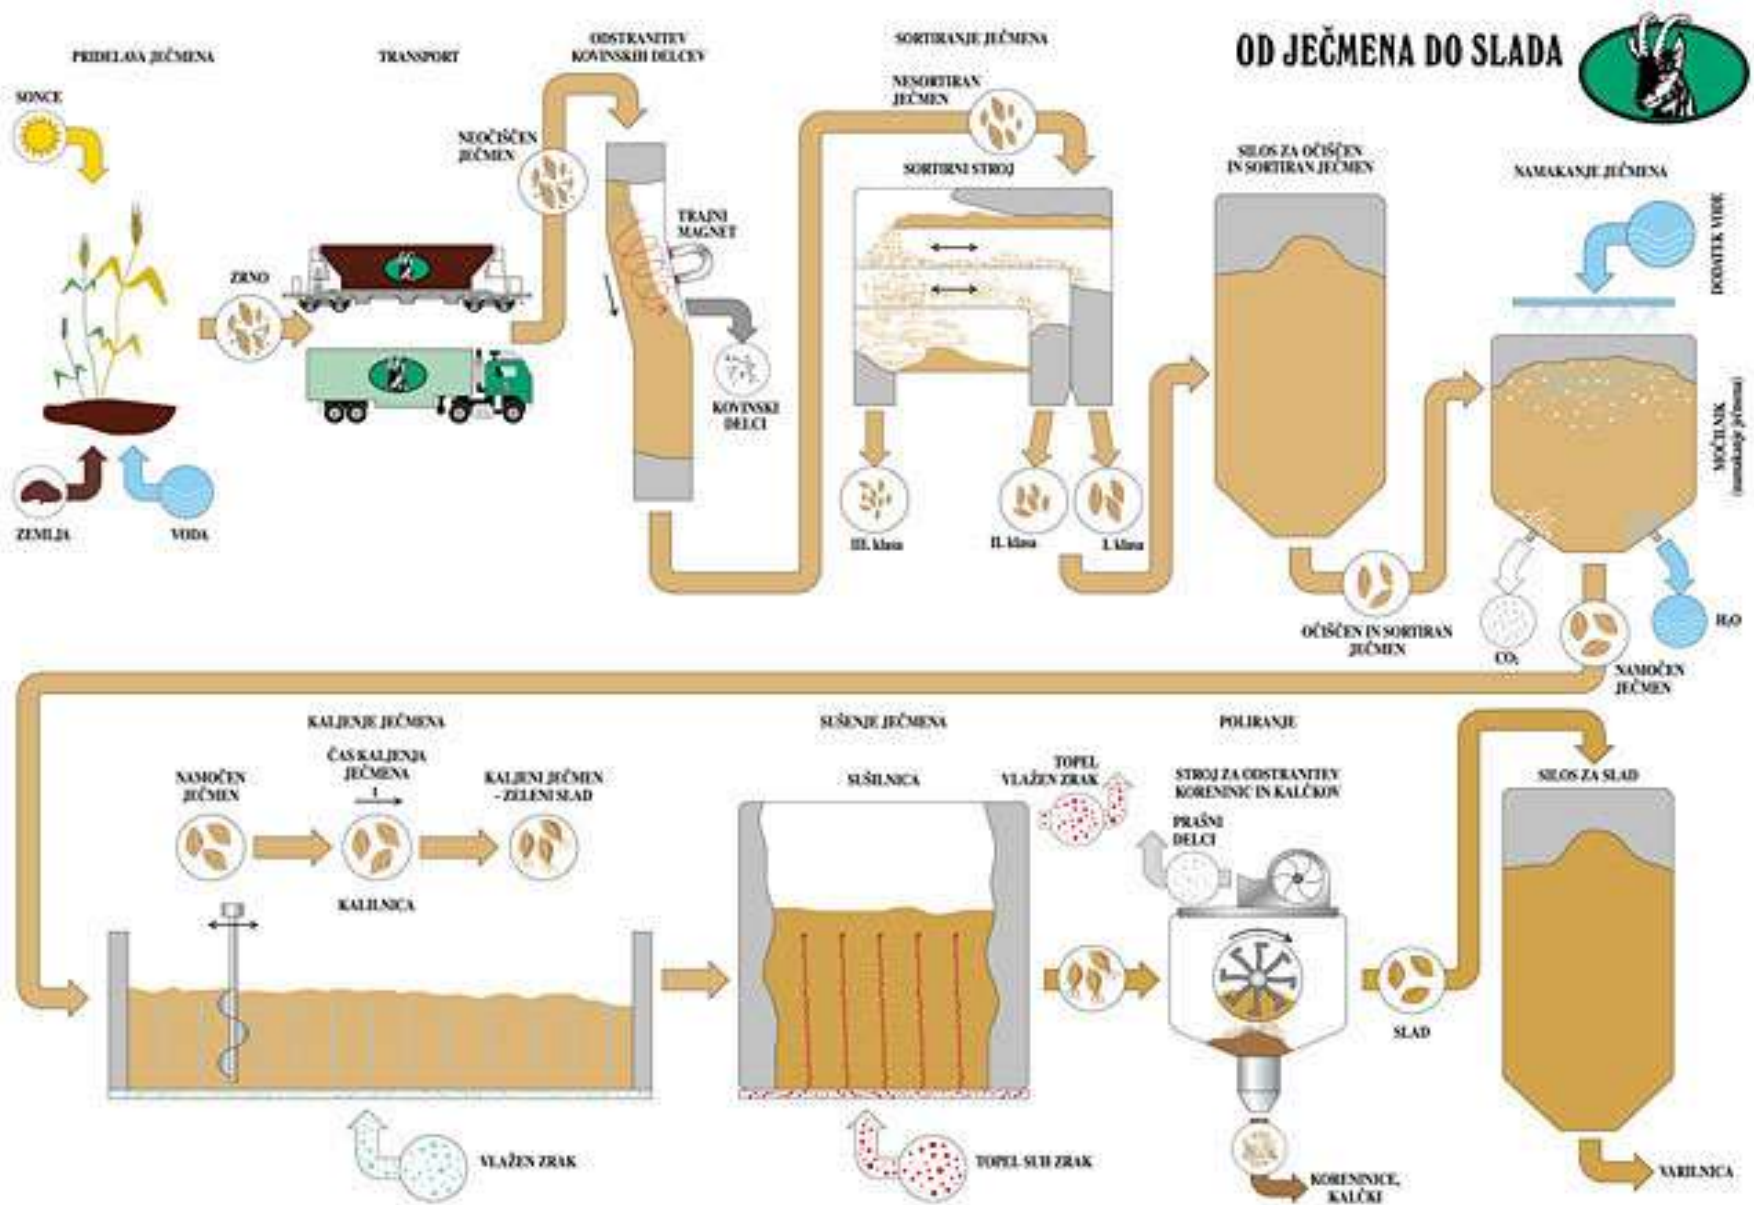 OD JEČMENA DO SLADA
PRIDELAVA JEČMENA
SONCE
ZEMLJA
VODA
ZRNO
TRANSPORT
NEOČIŠČEN
JEČMEN
ODSTRANITEV
KOVINSKIH DELCEV
TRAJNI
MAGNET
KOVINSKI
DELCI
SORTIRANJE JEČMENA
NESORTIRAN
JEČMEN
SORTIRNI STROJ
III. klasa
II. klasa
I. klasa
SILOS ZA OČIŠČEN
IN SORTIRAN JEČMEN
OČIŠČEN IN SORTIRAN
JEČMEN
NAMAKANJE JEČMENA
DODATEK VODE
MOČILNIK
(namakanje ječmena)
CO₂
H₂O
NAMOČEN
JEČMEN
KALJENJE JEČMENA
NAMOČEN
JEČMEN
ČAS KALJENJA
JEČMENA
t
KALJENI JEČMEN
- ZELENI SLAD
KALILNICA
VLAŽEN ZRAK
SUŠENJE JEČMENA
SUŠILNICA
TOPEL
VLAŽEN ZRAK
TOPEL SUH ZRAK
POLIRANJE
STROJ ZA ODSTRANITEV
KORENINIC IN KALČKOV
PRAŠNI
DELCI
KORENINICE,
KALČKI
SLAD
SILOS ZA SLAD
VARILNICA